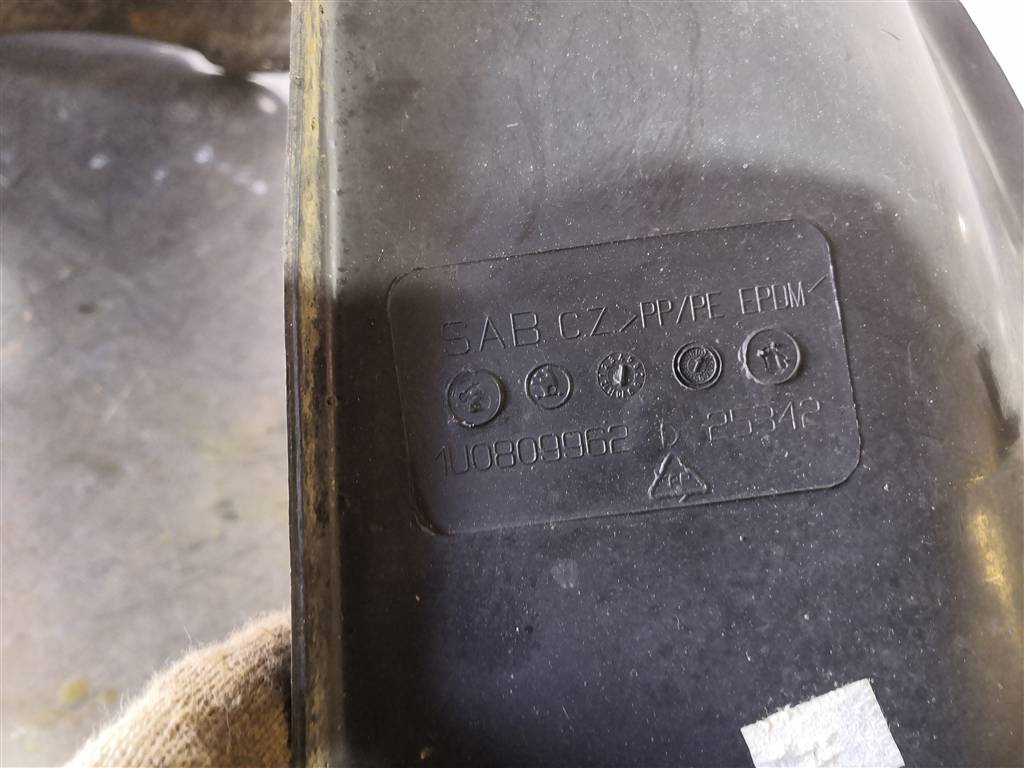 SAB CZ >PP/PE EPDM<
1U0809962 D 25342